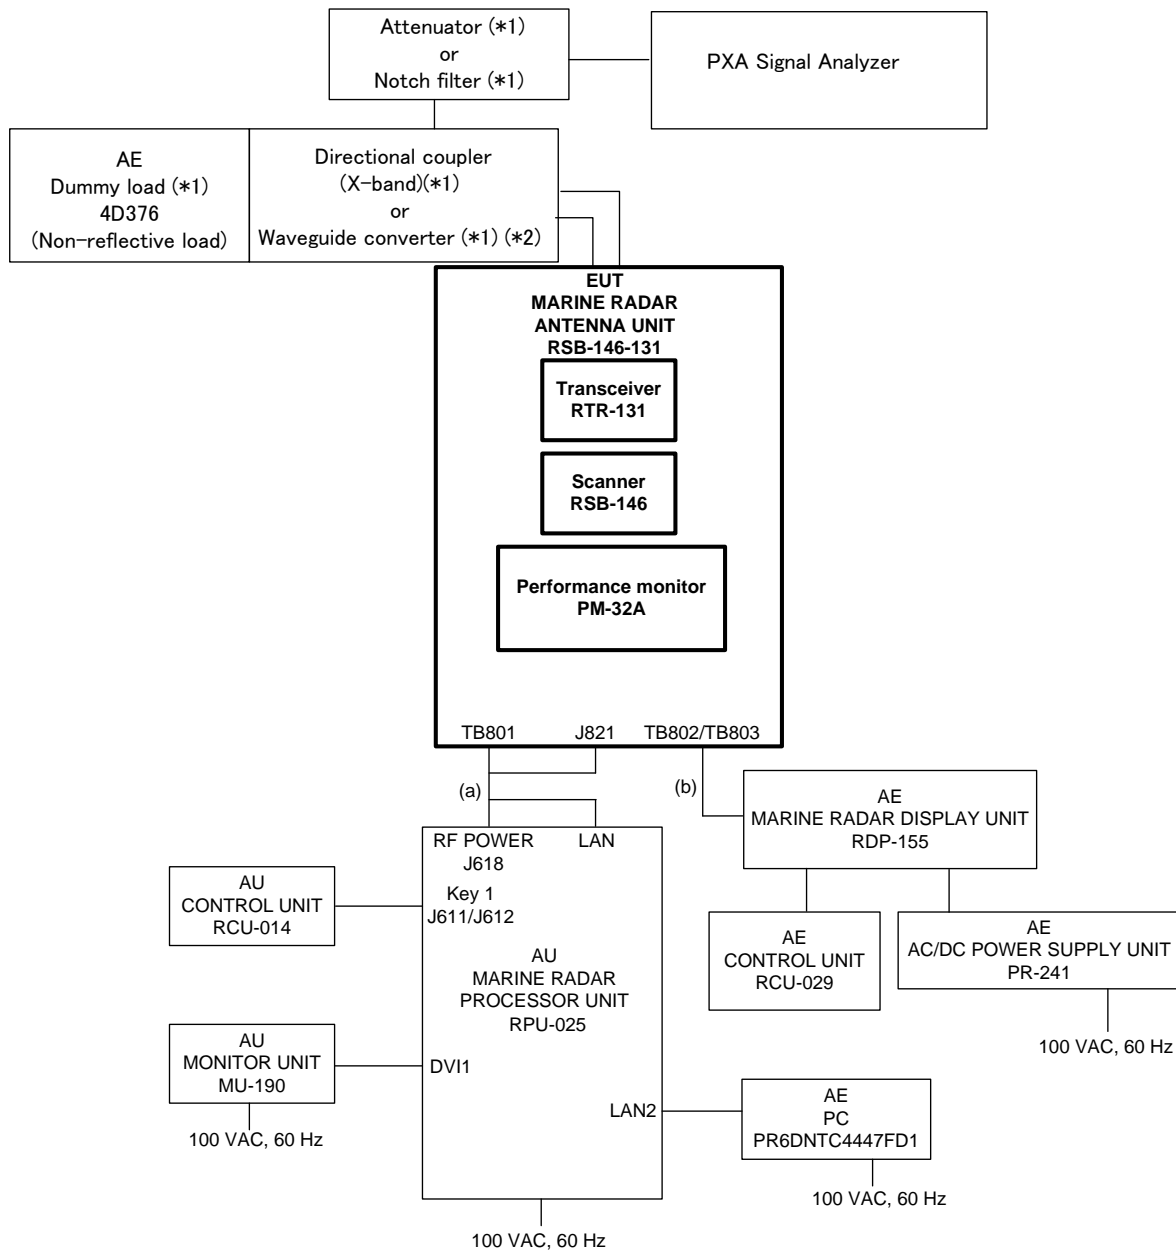 Attenuator (*1)
or
Notch filter (*1)
PXA Signal Analyzer
AE
Dummy load (*1)
4D376
(Non-reflective load)
Directional coupler
(X-band)(*1)
or
Waveguide converter (*1) (*2)
EUT
MARINE RADAR
ANTENNA UNIT
RSB-146-131
Transceiver
RTR-131
Scanner
RSB-146
Performance monitor
PM-32A
TB801
J821
TB802/TB803
(a)
(b)
AE
MARINE RADAR DISPLAY UNIT
RDP-155
RF POWER
J618
LAN
Key 1
J611/J612
AU
CONTROL UNIT
RCU-014
AU
MARINE RADAR
PROCESSOR UNIT
RPU-025
AE
CONTROL UNIT
RCU-029
AE
AC/DC POWER SUPPLY UNIT
PR-241
100 VAC, 60 Hz
AU
MONITOR UNIT
MU-190
DVI1
100 VAC, 60 Hz
LAN2
AE
PC
PR6DNTC4447FD1
100 VAC, 60 Hz
100 VAC, 60 Hz